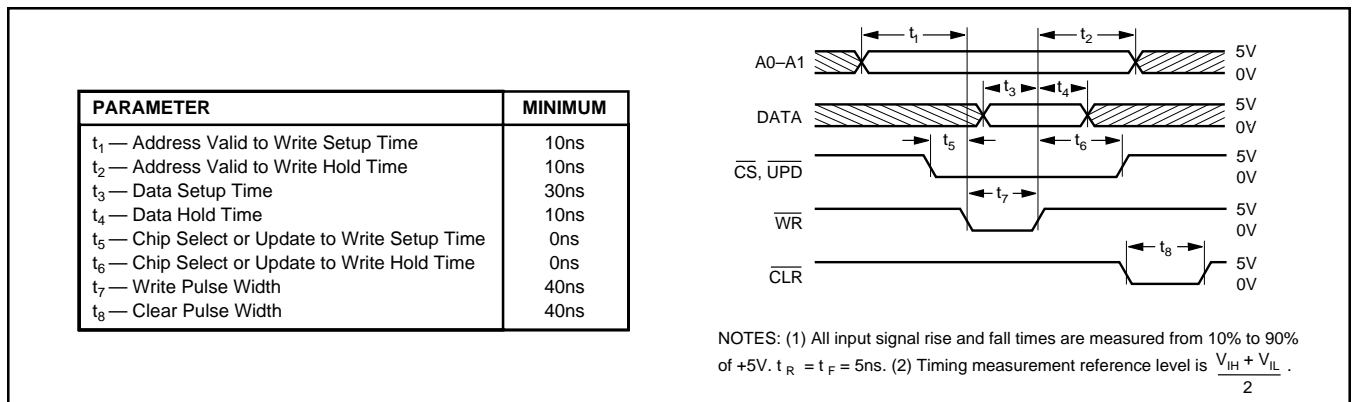 PARAMETER MINIMUM
t1 — Address Valid to Write Setup Time 10ns
t2 — Address Valid to Write Hold Time 10ns
t3 — Data Setup Time 30ns
t4 — Data Hold Time 10ns
t5 — Chip Select or Update to Write Setup Time 0ns
t6 — Chip Select or Update to Write Hold Time 0ns
t7 — Write Pulse Width 40ns
t8 — Clear Pulse Width 40ns
t1 t2
A0–A1 5V
0V
t3 t4
DATA 5V
0V
t5 t6
CS, UPD 5V
0V
t7
WR 5V
0V
t8
CLR 5V
0V
NOTES: (1) All input signal rise and fall times are measured from 10% to 90%
of +5V. t R = t F = 5ns. (2) Timing measurement reference level is VIH + VIL .
2